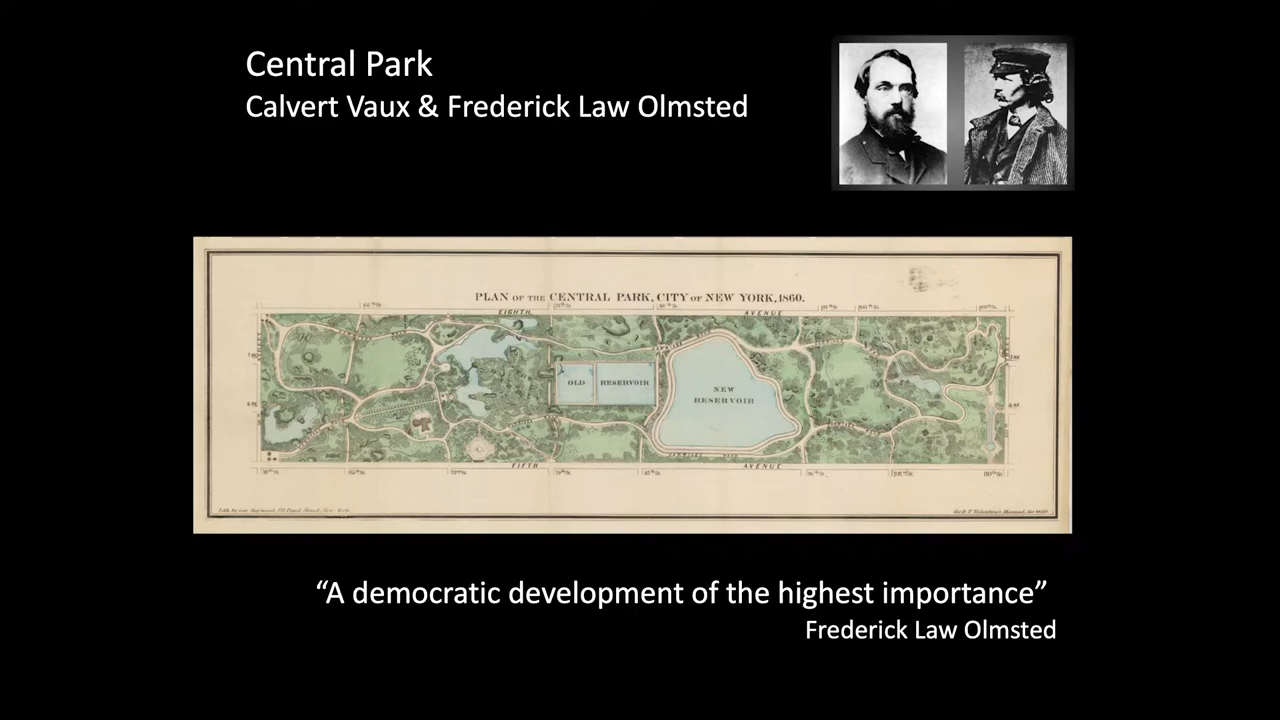 Central Park
Calvert Vaux & Frederick Law Olmsted
PLAN OF THE CENTRAL PARK, CITY OF NEW YORK, 1860.
EIGHTH AVENUE
OLD RESERVOIR
NEW
RESERVOIR
FIFTH AVENUE
“A democratic development of the highest importance”
Frederick Law Olmsted